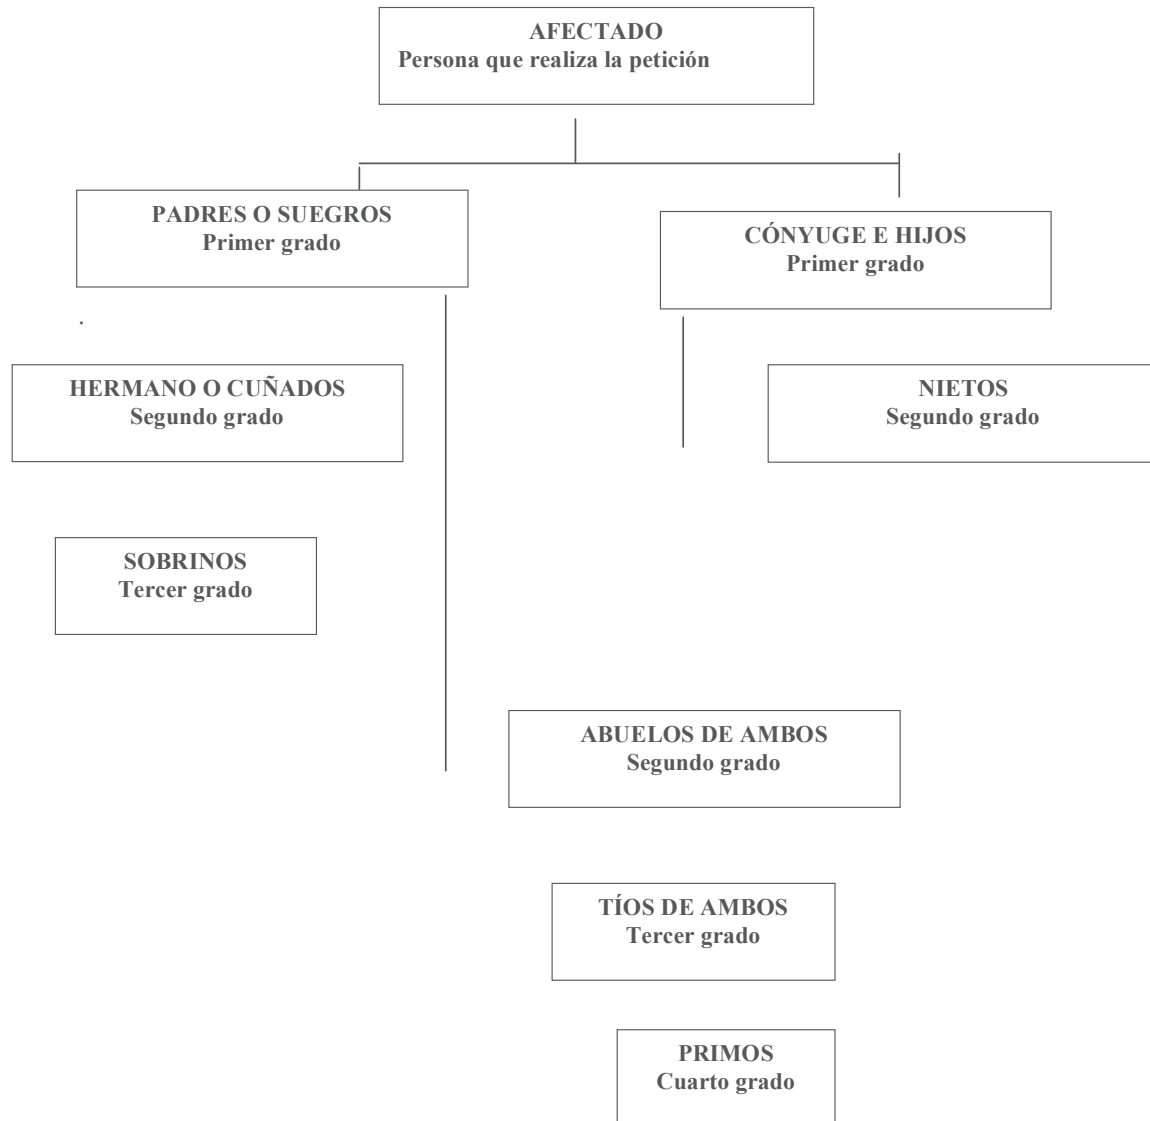 AFECTADO
Persona que realiza la petición
PADRES O SUEGROS
Primer grado
CÓNYUGE E HIJOS
Primer grado
.
HERMANO O CUÑADOS
Segundo grado
NIETOS
Segundo grado
SOBRINOS
Tercer grado
ABUELOS DE AMBOS
Segundo grado
TÍOS DE AMBOS
Tercer grado
PRIMOS
Cuarto grado